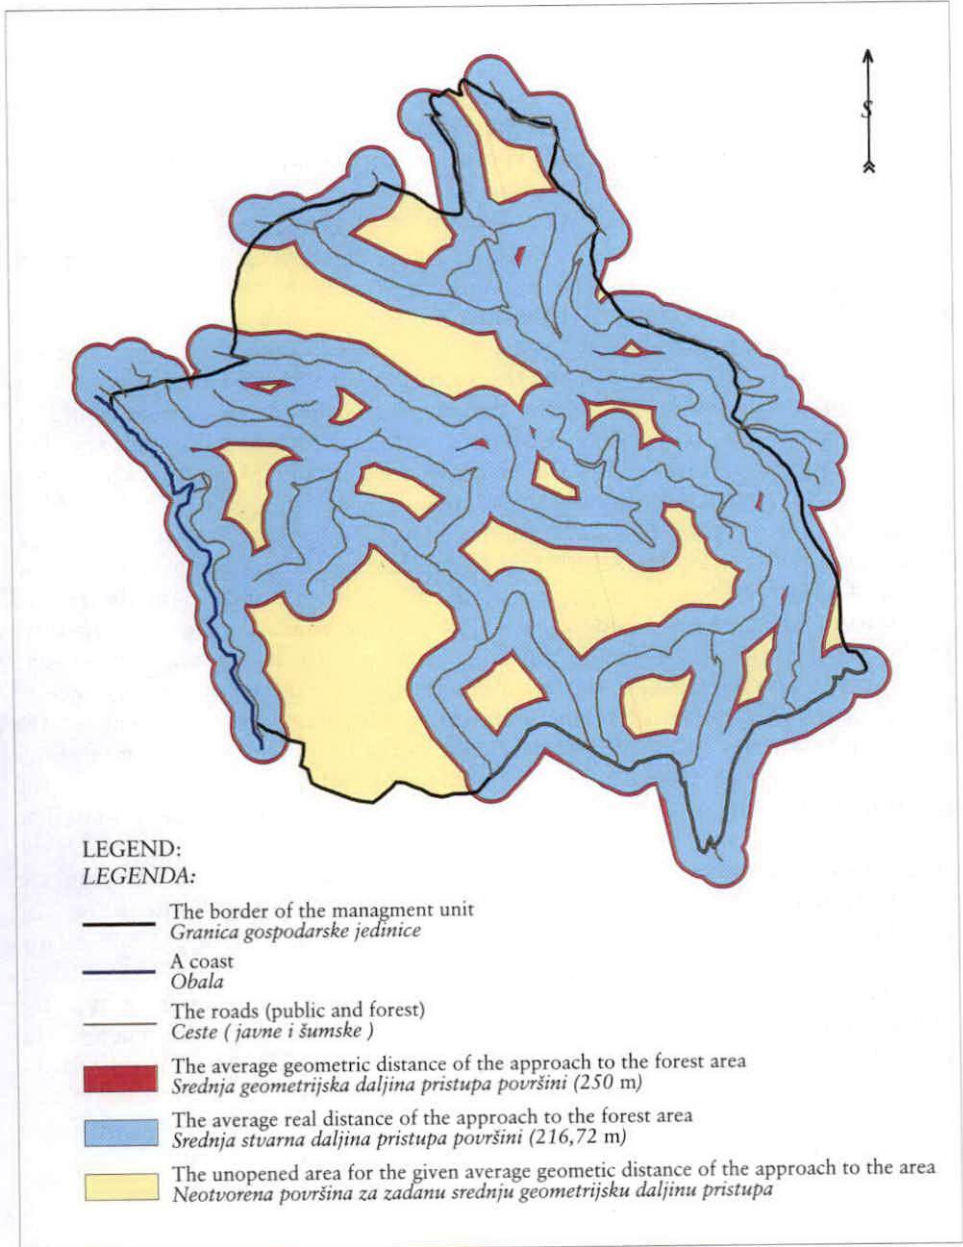 S
LEGEND:
LEGENDA:
The border of the managment unit
Granica gospodarske jedinice
A coast
Obala
The roads (public and forest)
Ceste ( javne i šumske )
The average geometric distance of the approach to the forest area
Srednja geometrijska daljina pristupa površini (250 m)
The average real distance of the approach to the forest area
Srednja stvarna daljina pristupa površini (216,72 m)
The unopened area for the given average geometic distance of the approach to the area
Neotvorena površina za zadanu srednju geometrijsku daljinu pristupa